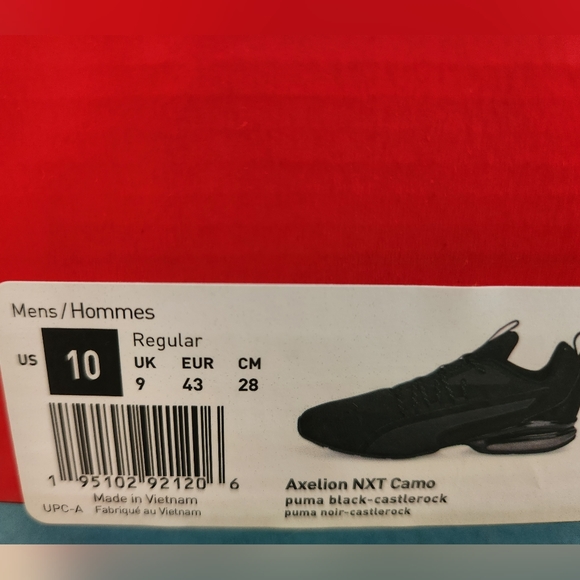 Mens / Hommes
Regular
US 10 UK EUR CM
9 43 28
1 95102 92120 6
Made in Vietnam
UPC-A Fabriqué au Vietnam
Axelion NXT Camo
puma black-castlerock
puma noir-castlerock